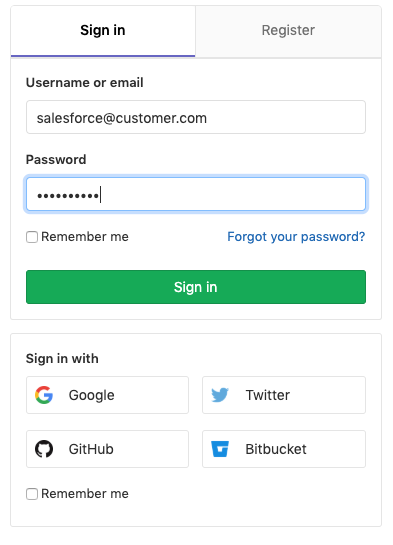 Sign in
Register
Username or email
salesforce@customer.com
Password
••••••••••
Remember me
Forgot your password?
Sign in
Sign in with
Google
Twitter
GitHub
Bitbucket
Remember me